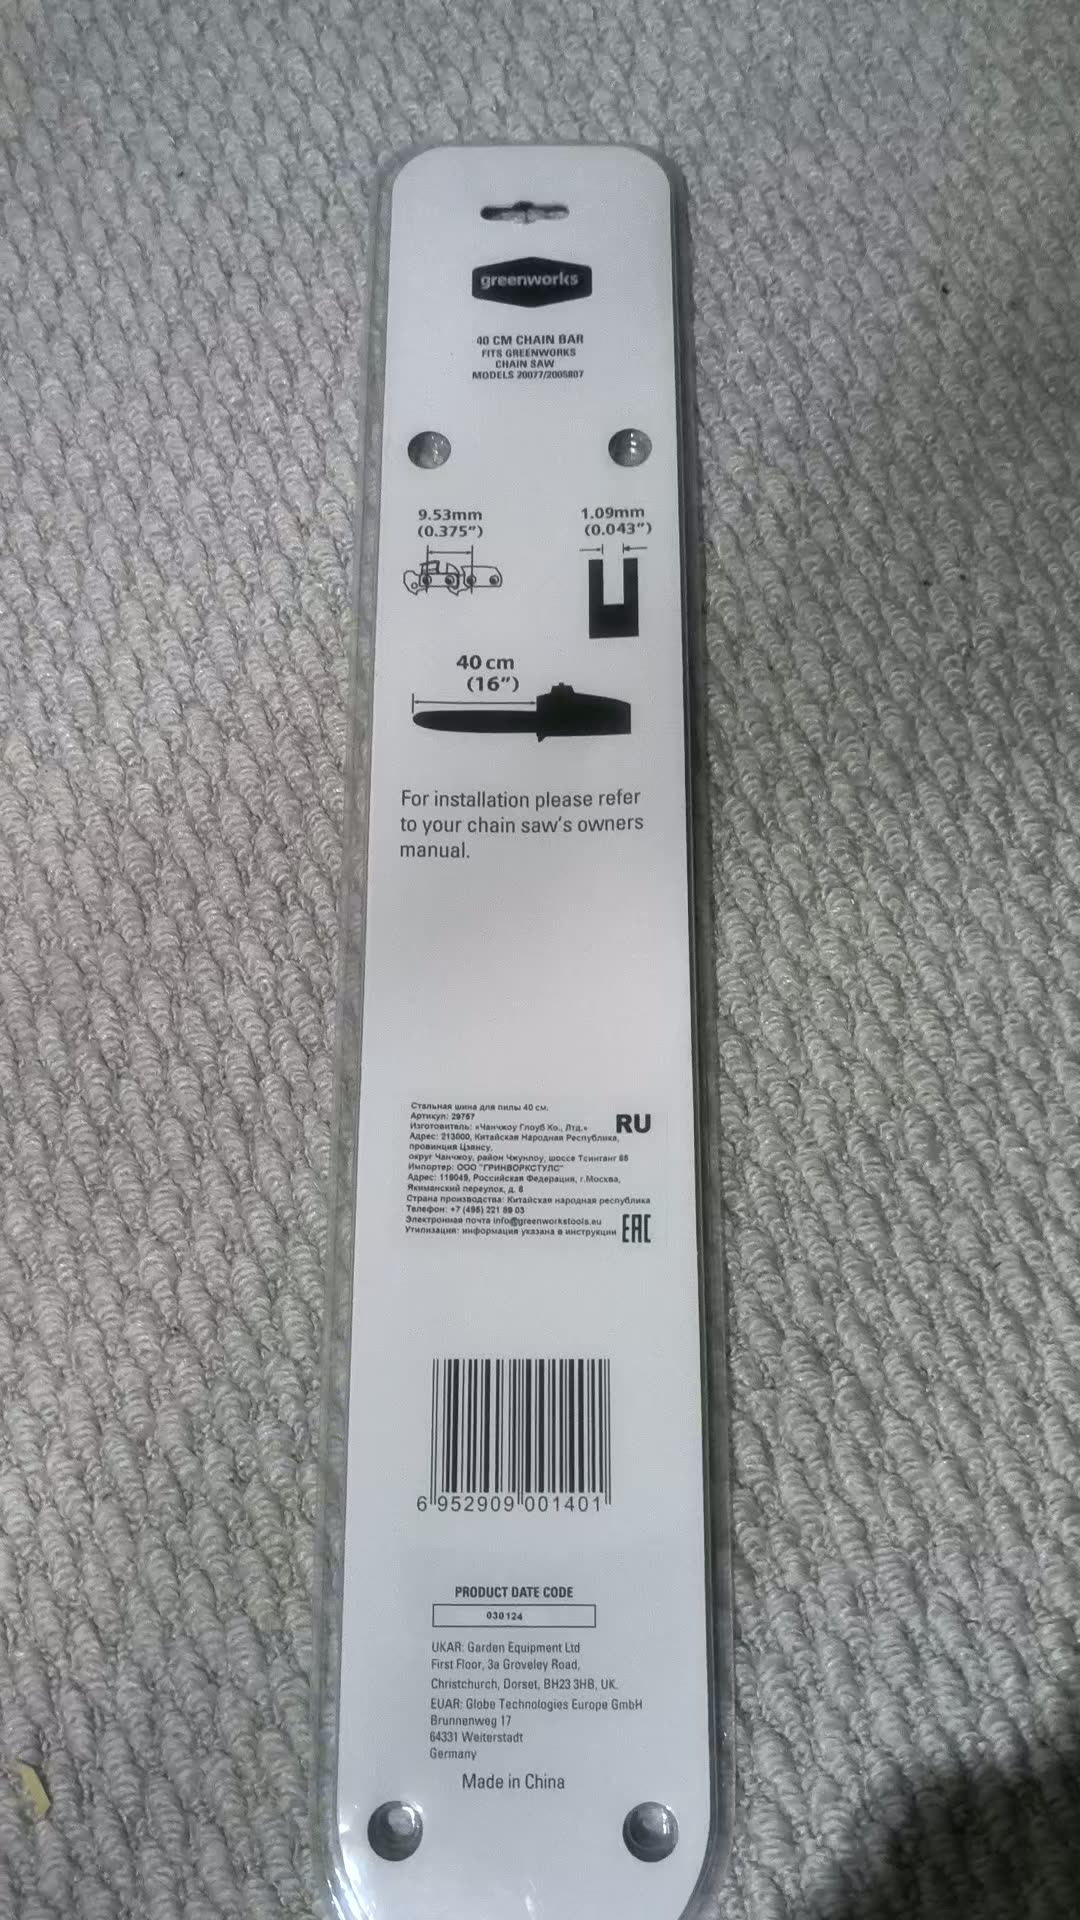 greenworks
40 CM CHAIN BAR
FITS GREENWORKS
CHAIN SAW
MODELS 20077/2005807
9.53mm
(0.375")
1.09mm
(0.043")
40 cm
(16")
For installation please refer
to your chain saw's owners
manual.
Стальная шина для пилы 40 см.
Артикул: 29757
Изготовитель: «Чанчжоу Глоуб Ко., Лтд.»
RU
Адрес: 213000, Китайская Народная Республика,
провинция Цзянсу,
округ Чанчжоу, район Чжунлоу, шоссе Тсинганг 65
Импортер: ООО "ГРИНВОРКСТУЛС"
Адрес: 119049, Российская Федерация, г.Москва,
Якиманский переулок, д. 6
Страна производства: Китайская народная республика
Телефон: +7 (495) 221 89 03
Электронная почта info@greenworkstools.eu
Утилизация: информация указана в инструкции
EAC
6 952909 001401
PRODUCT DATE CODE
030124
UKAR: Garden Equipment Ltd
First Floor, 3a Groveley Road,
Christchurch, Dorset, BH23 3HB, UK.
EUAR: Globe Technologies Europe GmbH
Brunnenweg 17
64331 Weiterstadt
Germany
Made in China